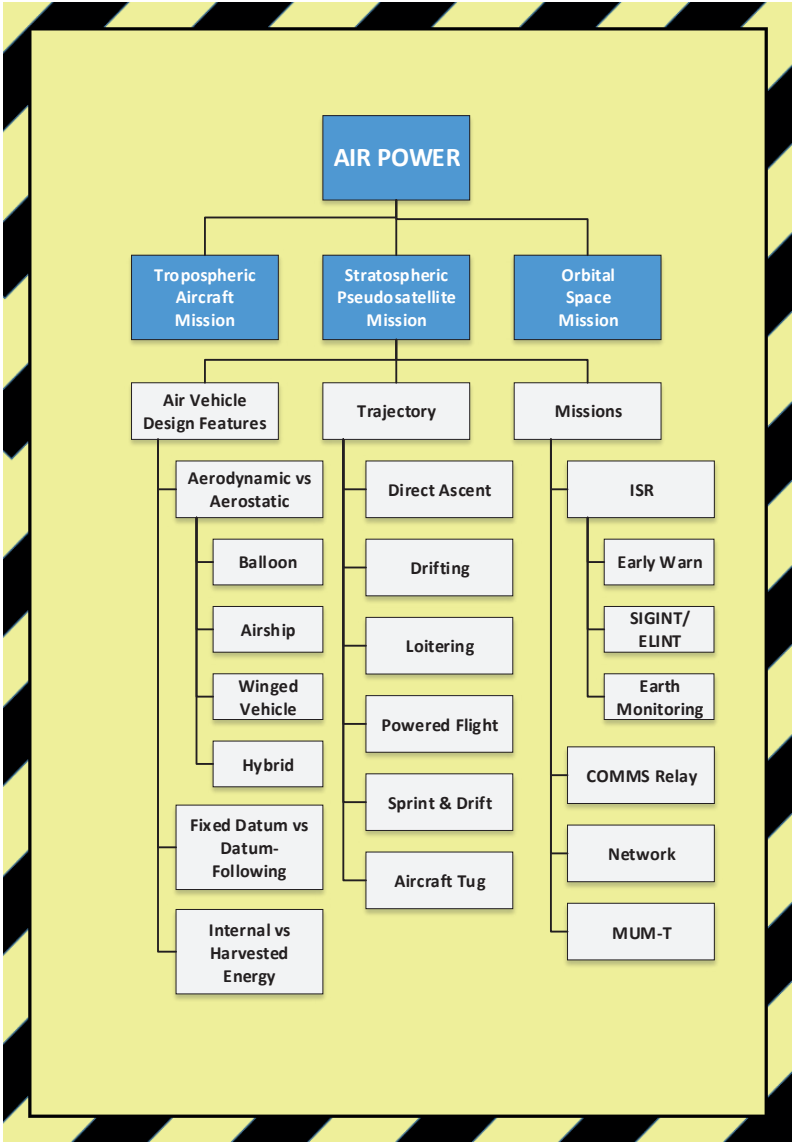 AIR POWER
Tropospheric
Aircraft
Mission
Stratospheric
Pseudosatellite
Mission
Orbital
Space
Mission
Air Vehicle
Design Features
Aerodynamic vs
Aerostatic
Balloon
Airship
Winged
Vehicle
Hybrid
Fixed Datum vs
Datum-
Following
Internal vs
Harvested
Energy
Trajectory
Direct Ascent
Drifting
Loitering
Powered Flight
Sprint & Drift
Aircraft Tug
Missions
ISR
Early Warn
SIGINT/
ELINT
Earth
Monitoring
COMMS Relay
Network
MUM-T